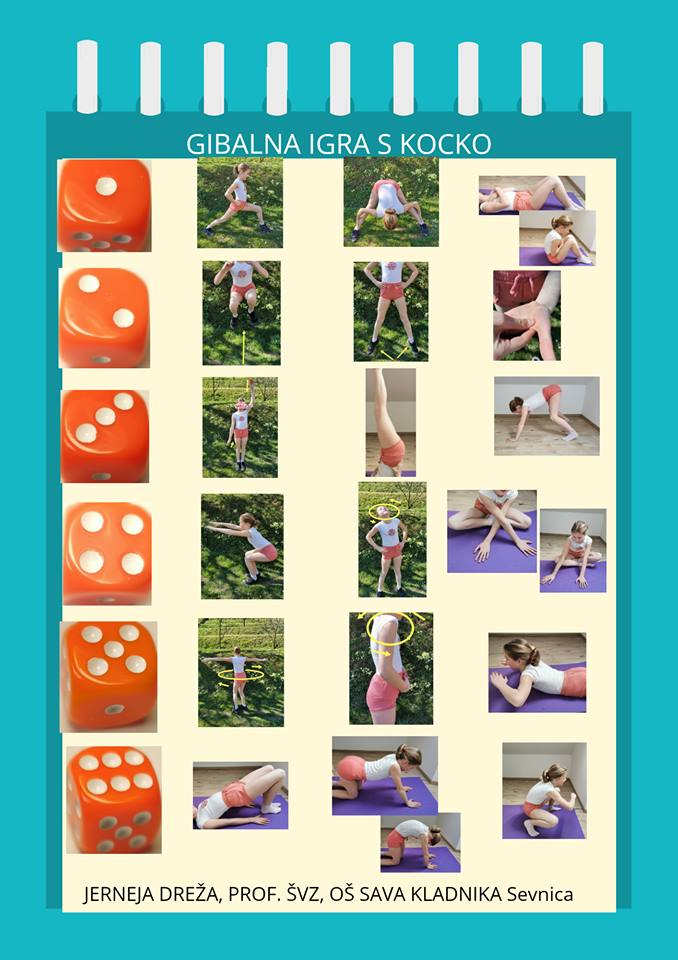 GIBALNA IGRA S KOCKO
JERNEJA DREŽA, PROF. ŠVZ, OŠ SAVA KLADNIKA Sevnica